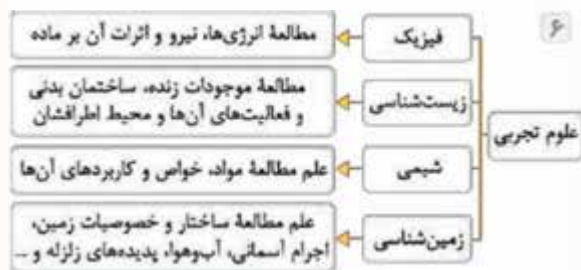 ۶
علوم تجربی
فیزیک
مطالعهٔ انرژی‌ها، نیرو و اثرات آن بر ماده
زیست‌شناسی
مطالعهٔ موجودات زنده، ساختمان بدنی
و فعالیت‌های آن‌ها و محیط اطرافشان
شیمی
علم مطالعهٔ مواد، خواص و کاربردهای آن‌ها
زمین‌شناسی
علم مطالعهٔ ساختار و خصوصیات زمین،
اجرام آسمانی، آب‌وهوا، پدیده‌های زلزله و ...